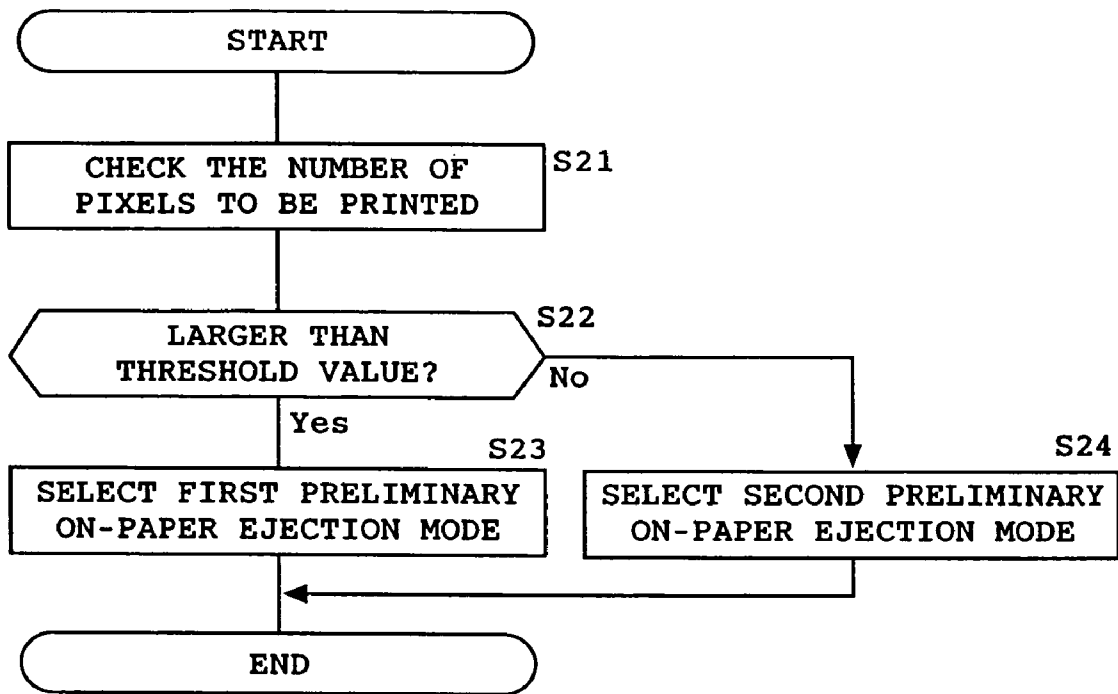 START
CHECK THE NUMBER OF
PIXELS TO BE PRINTED
S21
LARGER THAN
THRESHOLD VALUE?
S22
No
Yes
S23
SELECT FIRST PRELIMINARY
ON-PAPER EJECTION MODE
S24
SELECT SECOND PRELIMINARY
ON-PAPER EJECTION MODE
END